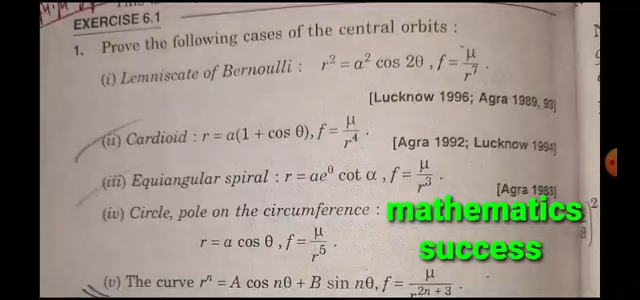 EXERCISE 6.1
1. Prove the following cases of the central orbits :
(i) Lemniscate of Bernoulli : r² = a² cos 2θ , f = μ/r⁷ .
[Lucknow 1996; Agra 1989, 93]
(ii) Cardioid : r = a(1 + cos θ), f = μ/r⁴ .
[Agra 1992; Lucknow 1994]
(iii) Equiangular spiral : r = ae^θ cot α , f = μ/r³ .
[Agra 1983]
(iv) Circle, pole on the circumference :
r = a cos θ , f = μ/r⁵ .
(v) The curve rⁿ = A cos nθ + B sin nθ, f = μ/r²ⁿ⁺³ .
mathematics
success